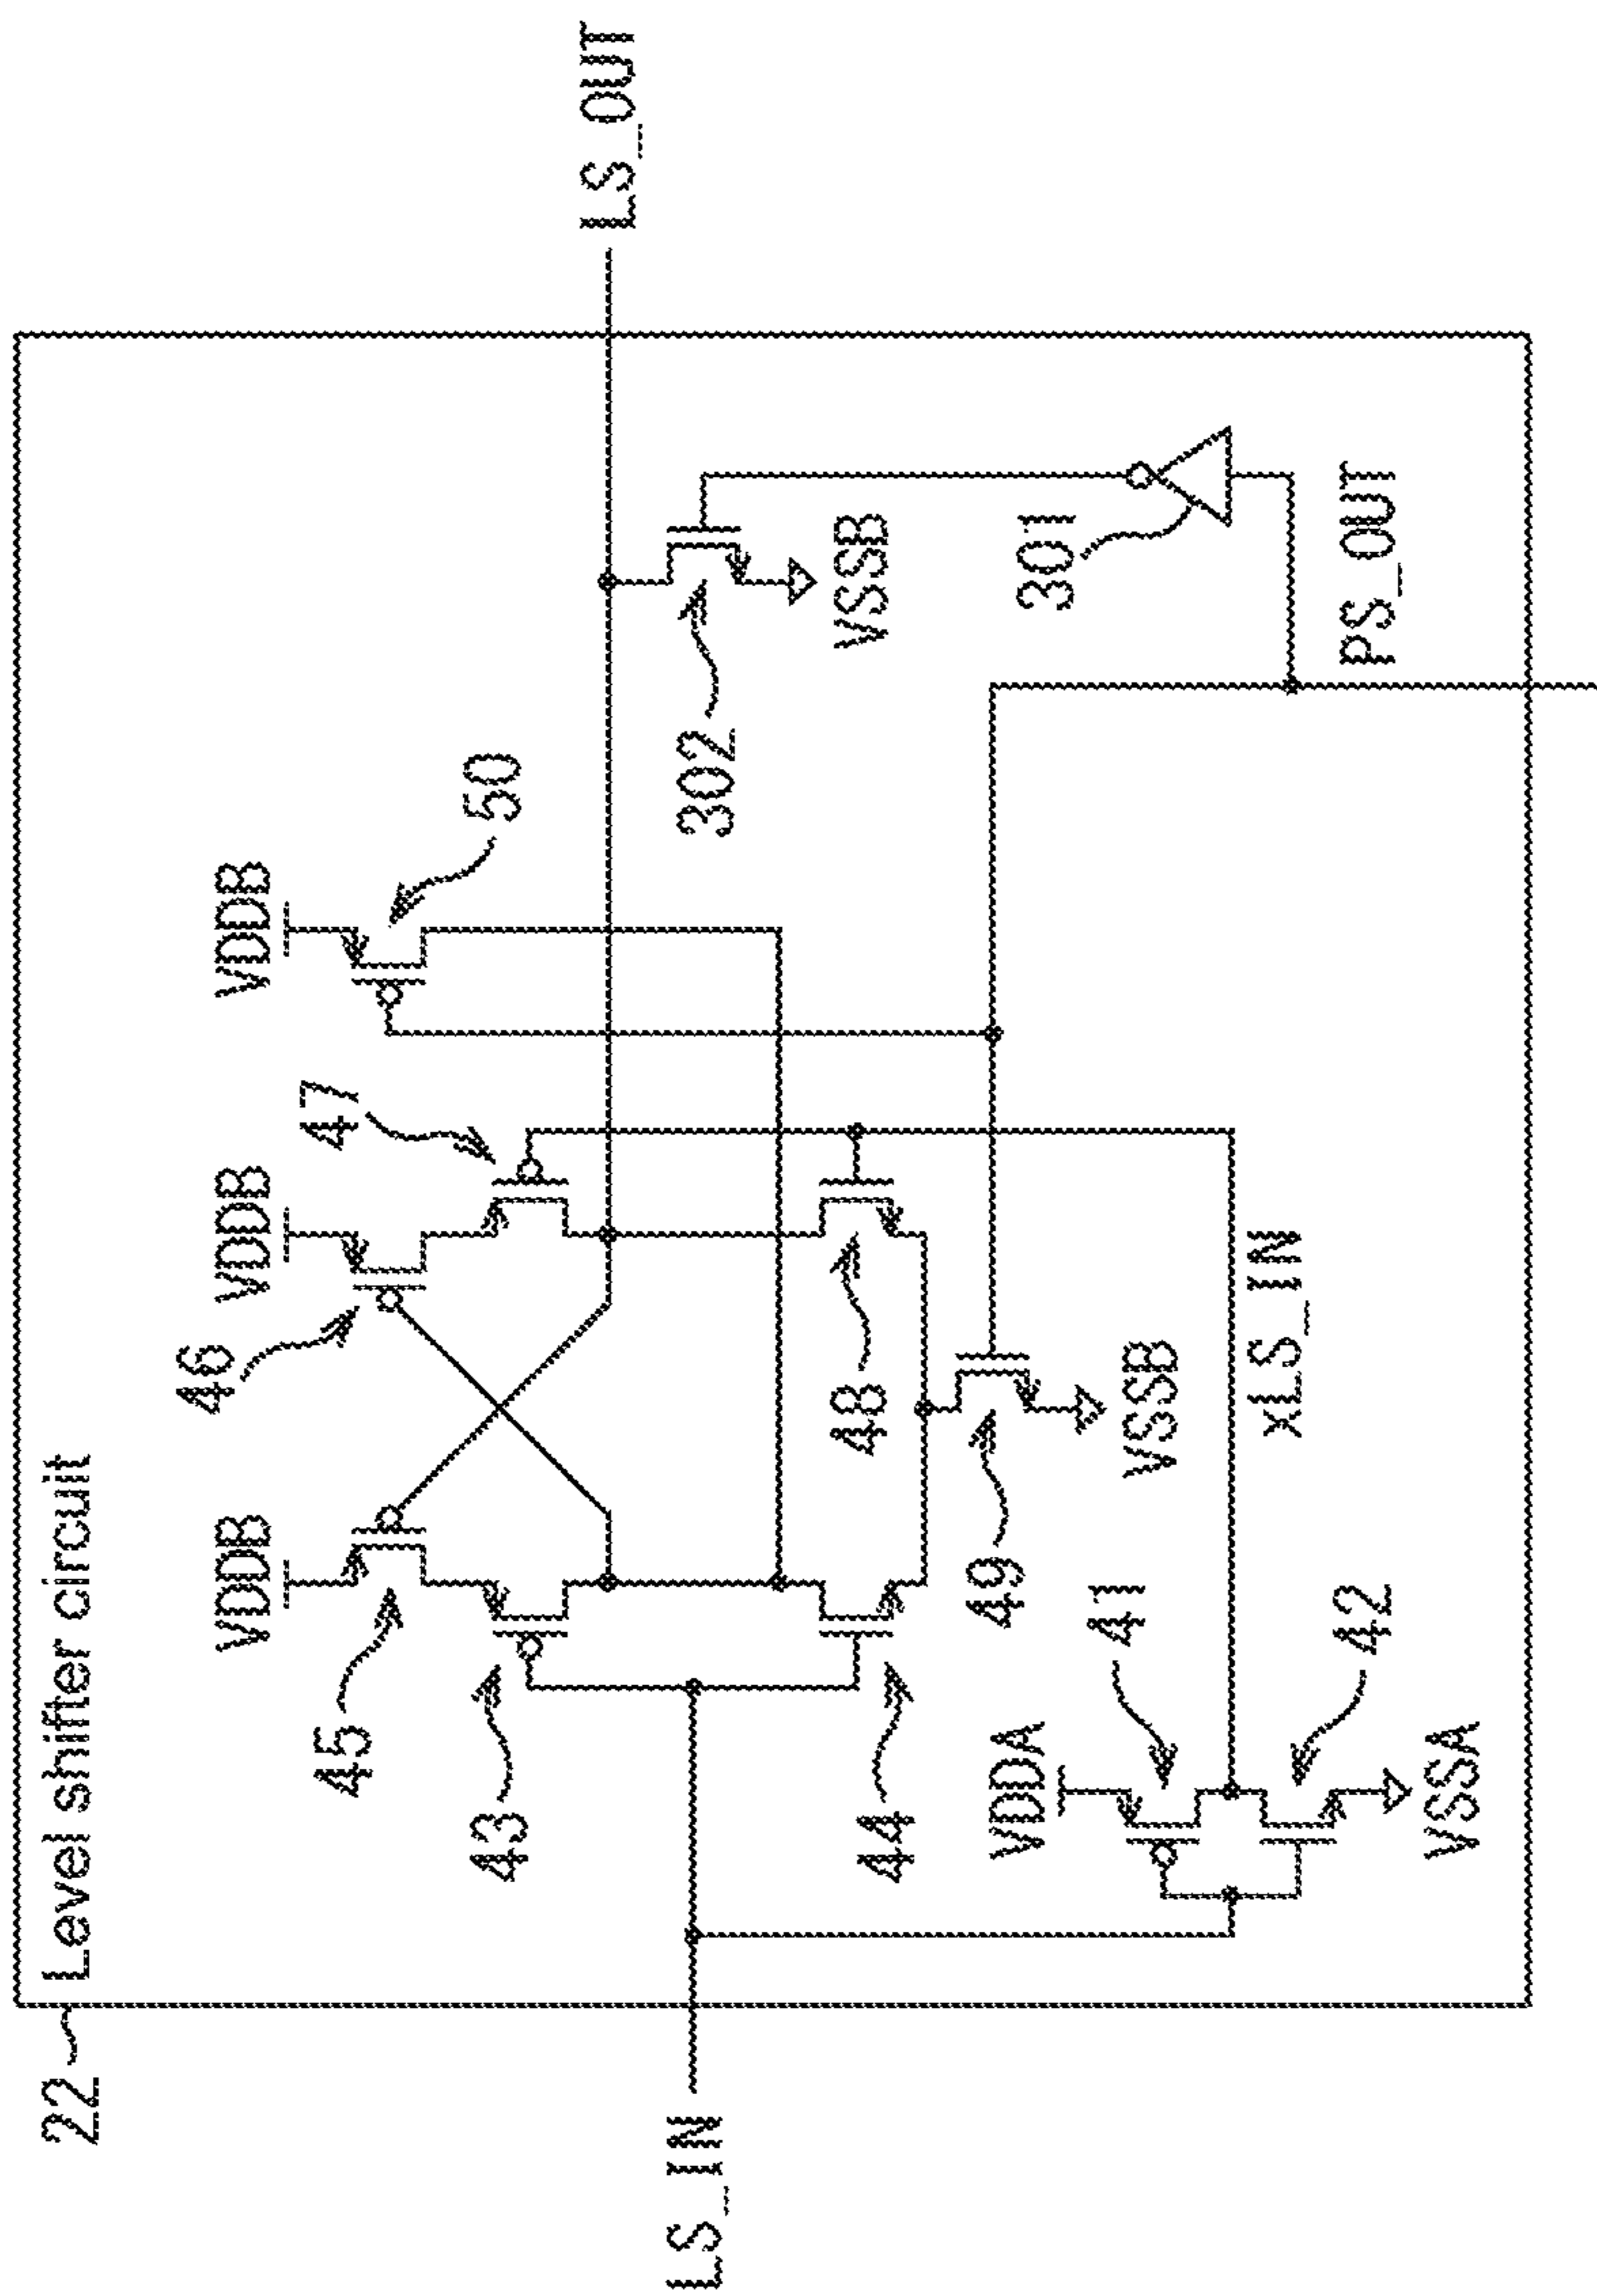 22
Level shifter circuit
VDDB
VDDB
VDDB
46
45
47
50
43
LS_OUT
LS_IN
302
44
48
VSSB
49
VDDA
41
VSSB
301
xLS_IN
42
PS_OUT
VSSA